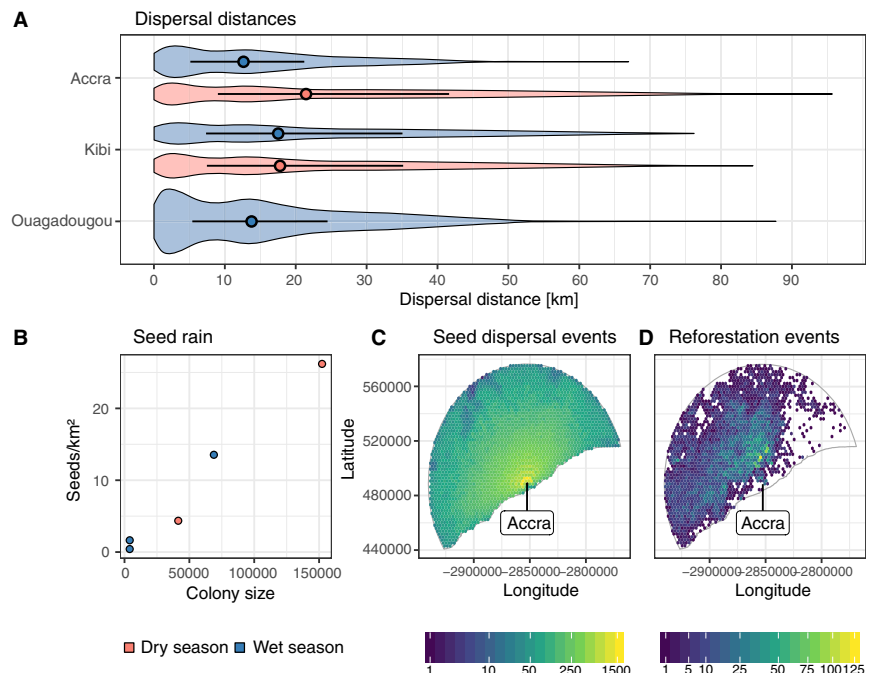 A
Dispersal distances
Accra
Kibi
Ouagadougou
0 10 20 30 40 50 60 70 80 90
Dispersal distance [km]
B
Seed rain
Seeds/km²
20
10
0
0 50000 100000 150000
Colony size
Dry season Wet season
C
Seed dispersal events
Latitude
560000
520000
480000
440000
Accra
−2900000 −2850000 −2800000
Longitude
1 10 50 250 1500
D
Reforestation events
Accra
−2900000 −2850000 −2800000
Longitude
1 5 10 25 50 75 100 125